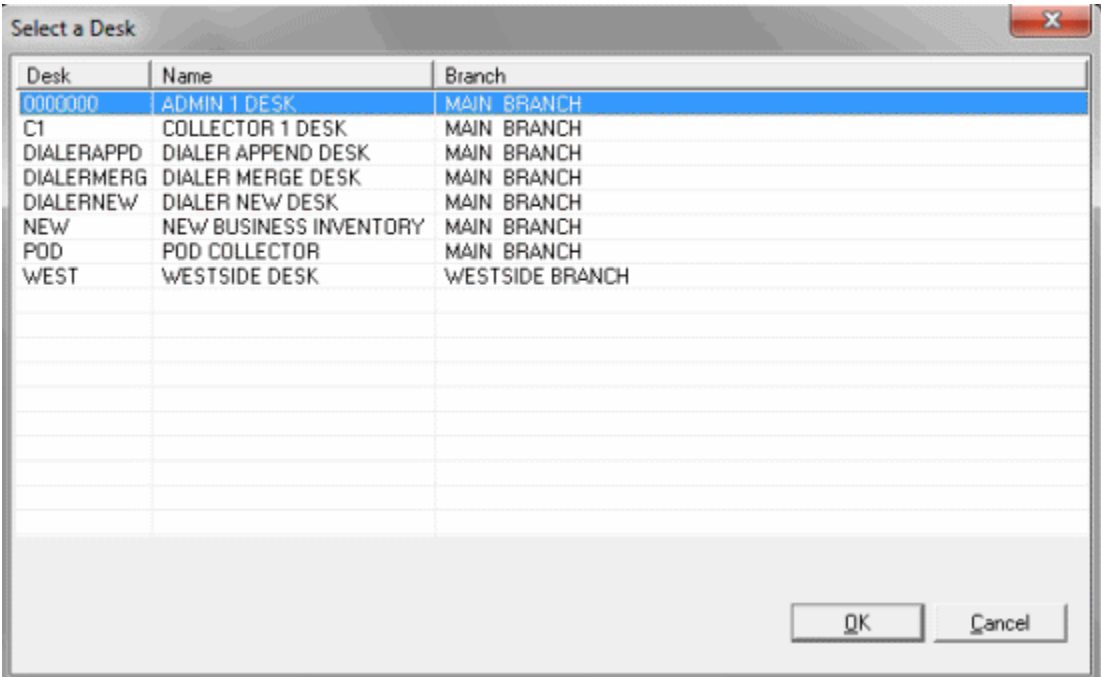 Select a Desk
Desk Name Branch
0000000 ADMIN 1 DESK MAIN BRANCH
C1 COLLECTOR 1 DESK MAIN BRANCH
DIALERAPPD DIALER APPEND DESK MAIN BRANCH
DIALERMERG DIALER MERGE DESK MAIN BRANCH
DIALERNEW DIALER NEW DESK MAIN BRANCH
NEW NEW BUSINESS INVENTORY MAIN BRANCH
POD POD COLLECTOR MAIN BRANCH
WEST WESTSIDE DESK WESTSIDE BRANCH
OK Cancel